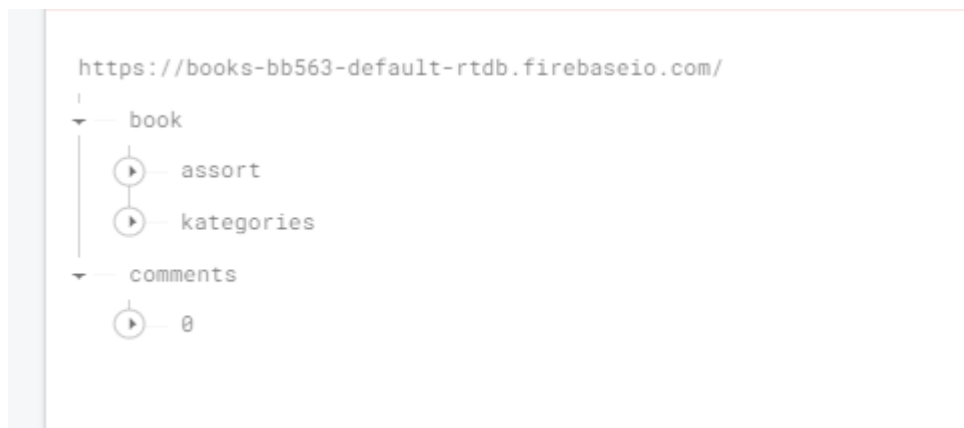 https://books-bb563-default-rtdb.firebaseio.com/
book
assort
kategories
comments
0